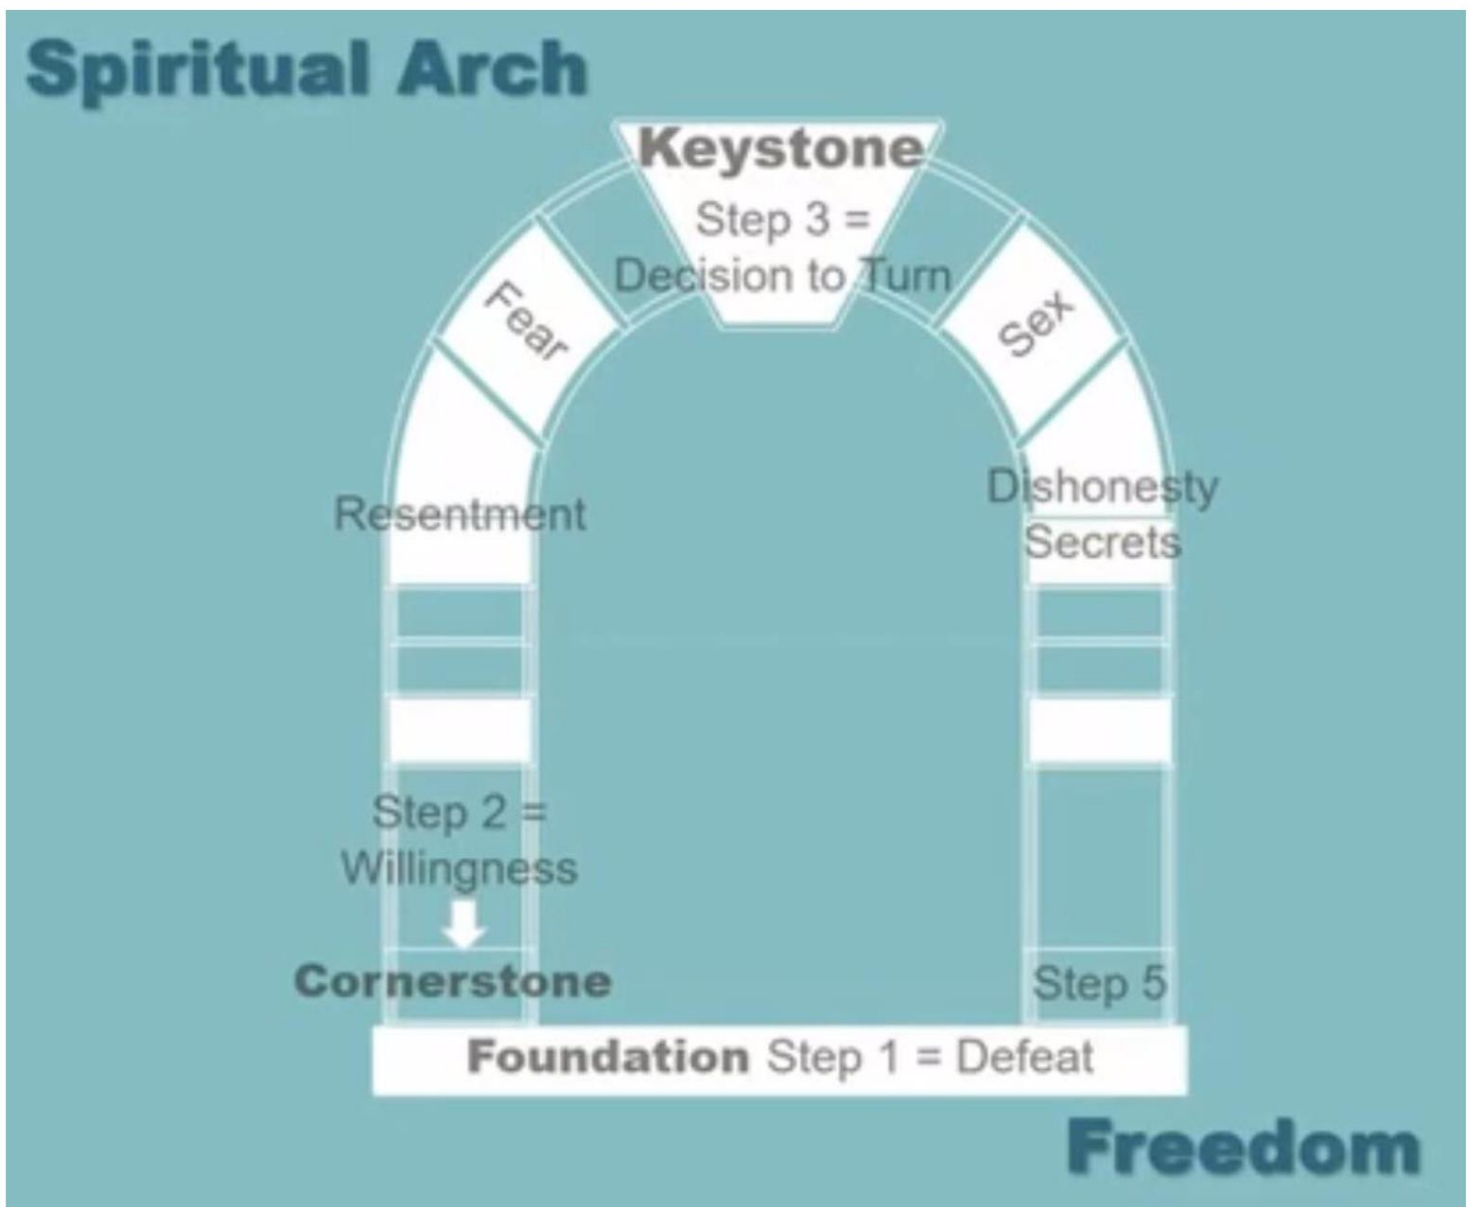 Spiritual Arch
Keystone
Step 3 =
Decision to Turn
Fear
Sex
Resentment
Dishonesty
Secrets
Step 2 =
Willingness
Cornerstone
Step 5
Foundation Step 1 = Defeat
Freedom